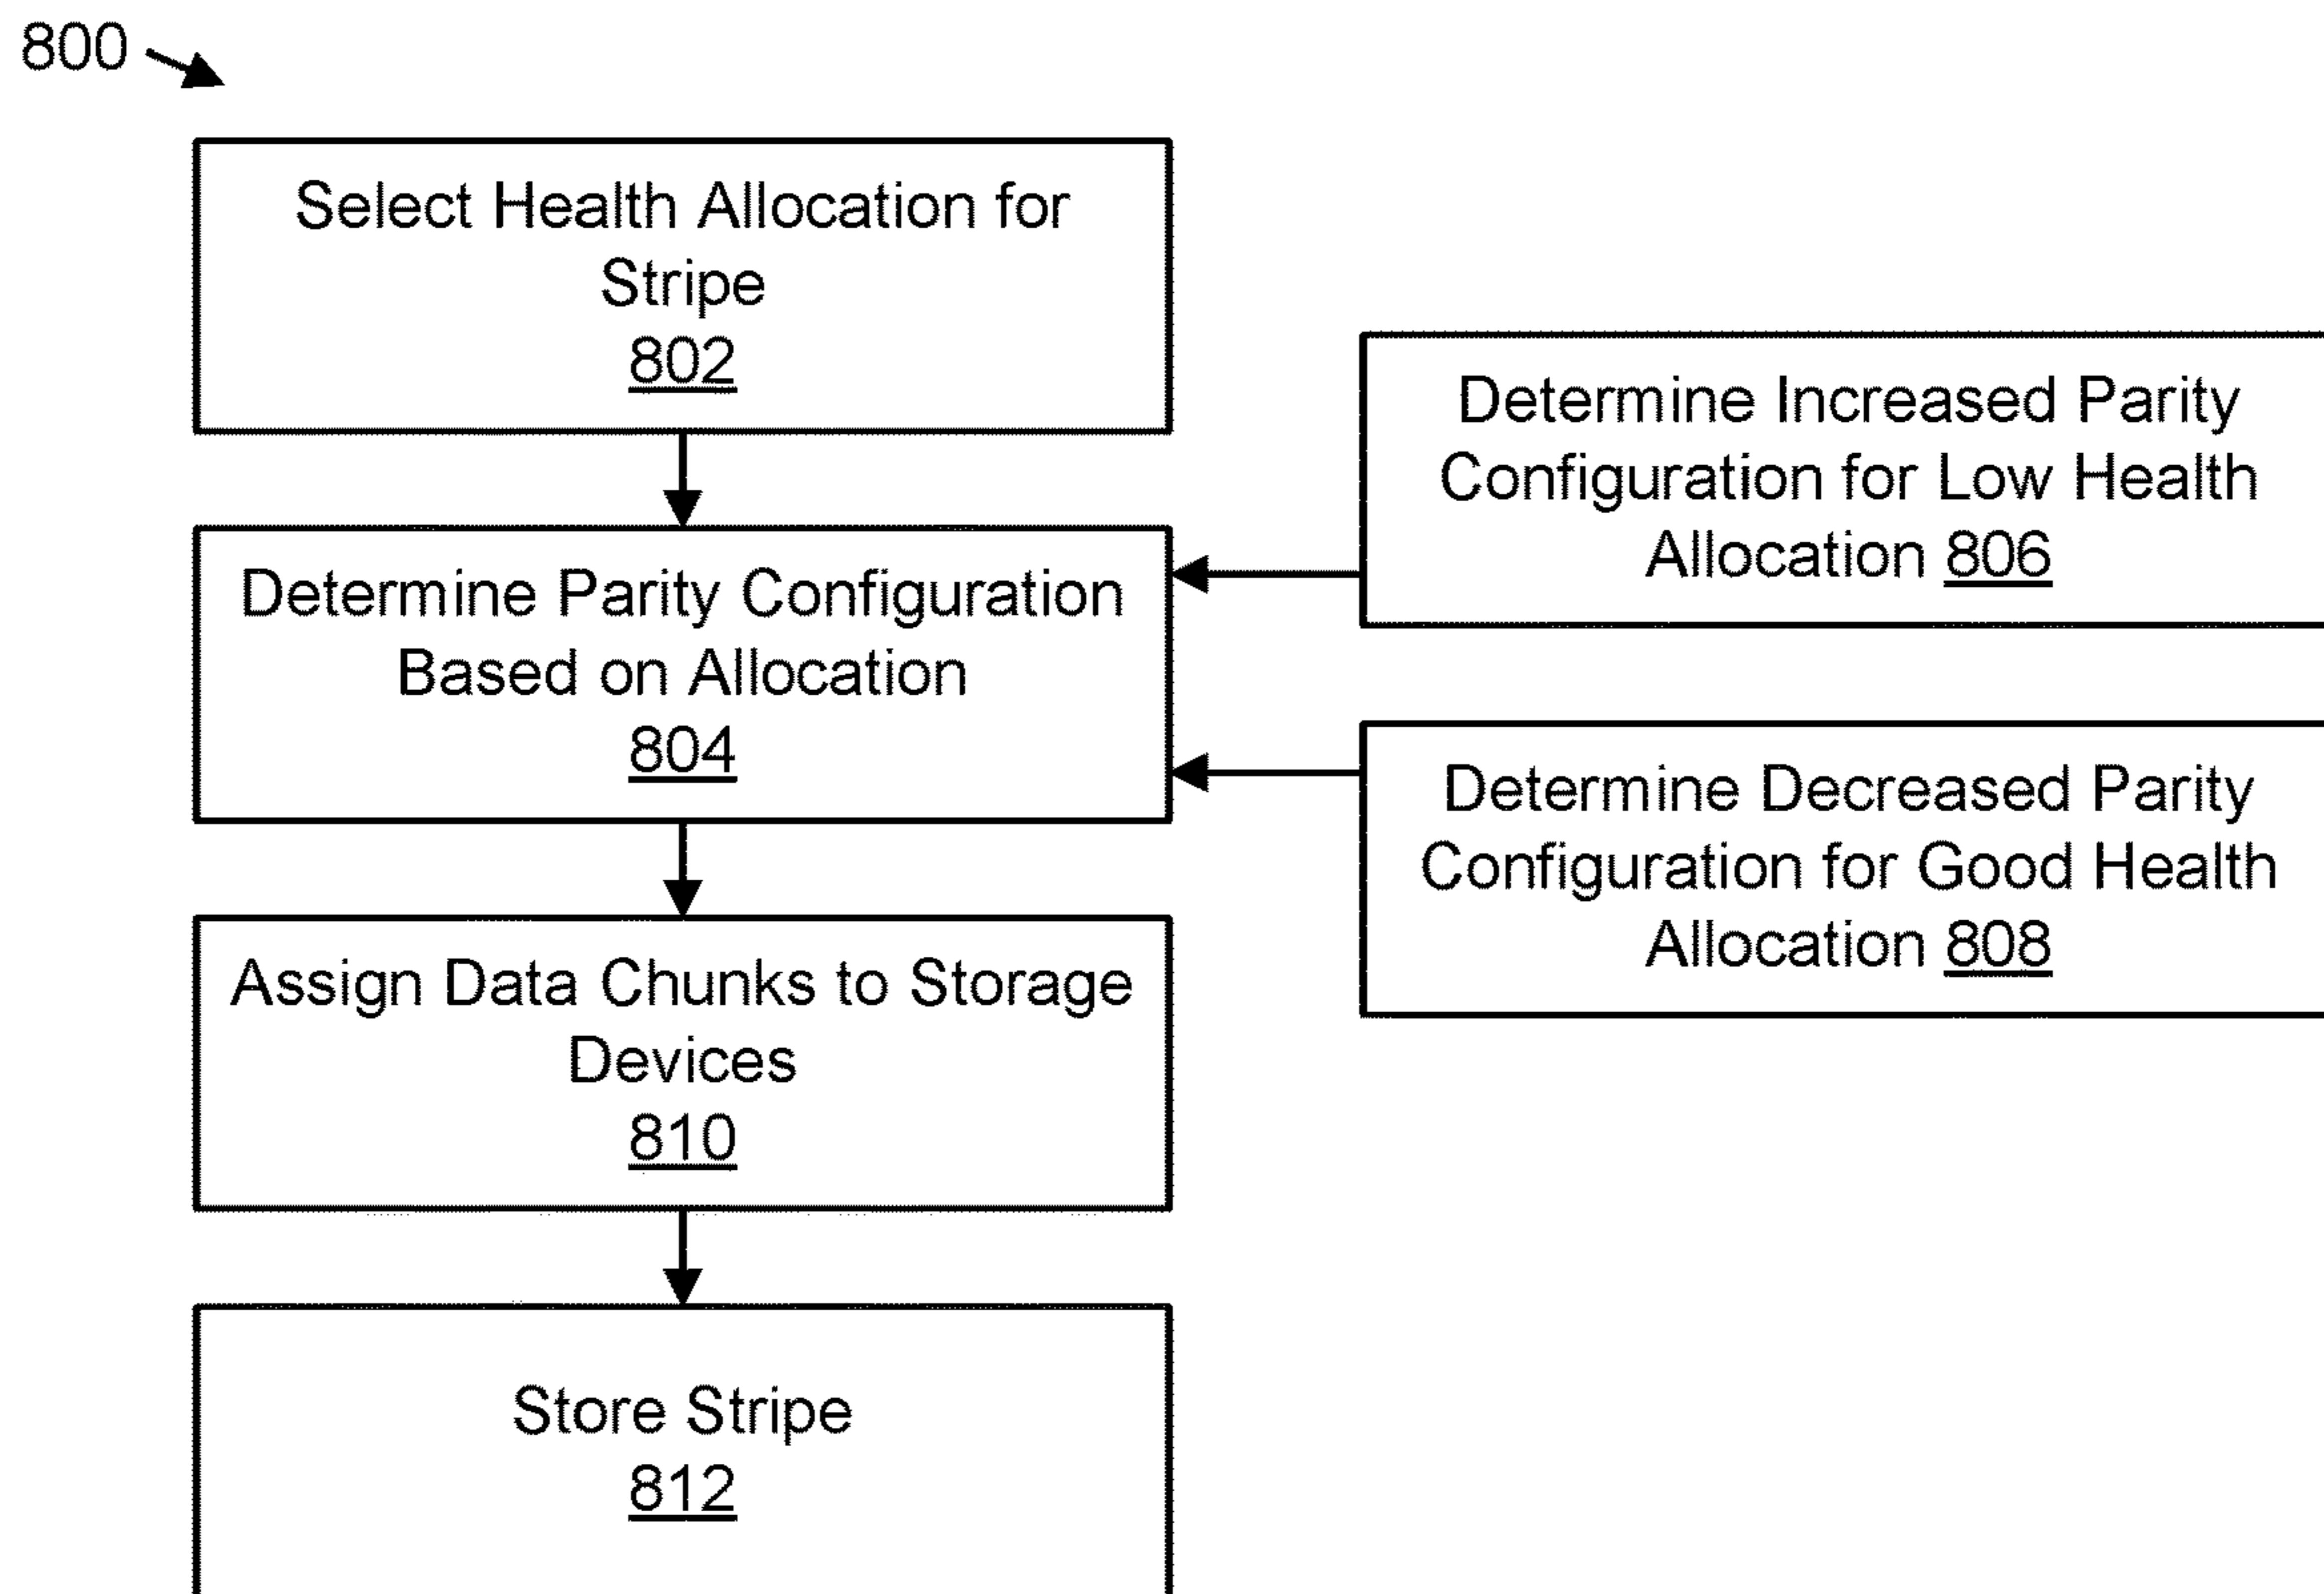 800
Select Health Allocation for
Stripe
802
Determine Parity Configuration
Based on Allocation
804
Determine Increased Parity
Configuration for Low Health
Allocation 806
Determine Decreased Parity
Configuration for Good Health
Allocation 808
Assign Data Chunks to Storage
Devices
810
Store Stripe
812